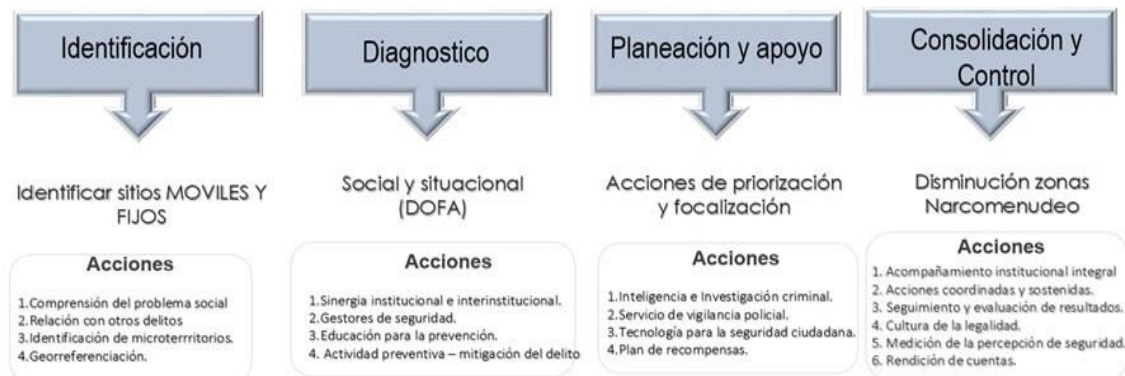 Identificación
Identificar sitios MOVILES Y
FIJOS
Acciones
1.Comprensión del problema social
2.Relación con otros delitos
3.Identificación de microterrritorios.
4.Georreferenciación.
Diagnostico
Social y situacional
(DOFA)
Acciones
1.Sinergia institucional e interinstitucional.
2.Gestores de seguridad.
3.Educación para la prevención.
4. Actividad preventiva – mitigación del delito
Planeación y apoyo
Acciones de priorización
y focalización
Acciones
1.Inteligencia e Investigación criminal.
2.Servicio de vigilancia policial.
3.Tecnología para la seguridad ciudadana.
4.Plan de recompensas.
Consolidación y
Control
Disminución zonas
Narcomenudeo
Acciones
1. Acompañamiento institucional integral
2. Acciones coordinadas y sostenidas.
3. Seguimiento y evaluación de resultados.
4. Cultura de la legalidad.
5. Medición de la percepción de seguridad.
6. Rendición de cuentas.